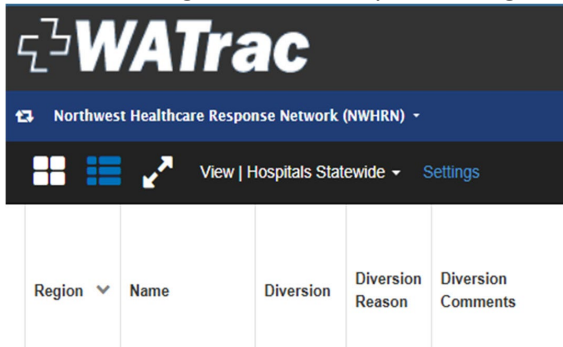 WATrac
Northwest Healthcare Response Network (NWHRN)
View | Hospitals Statewide Settings
Region Name Diversion Diversion Reason Diversion Comments